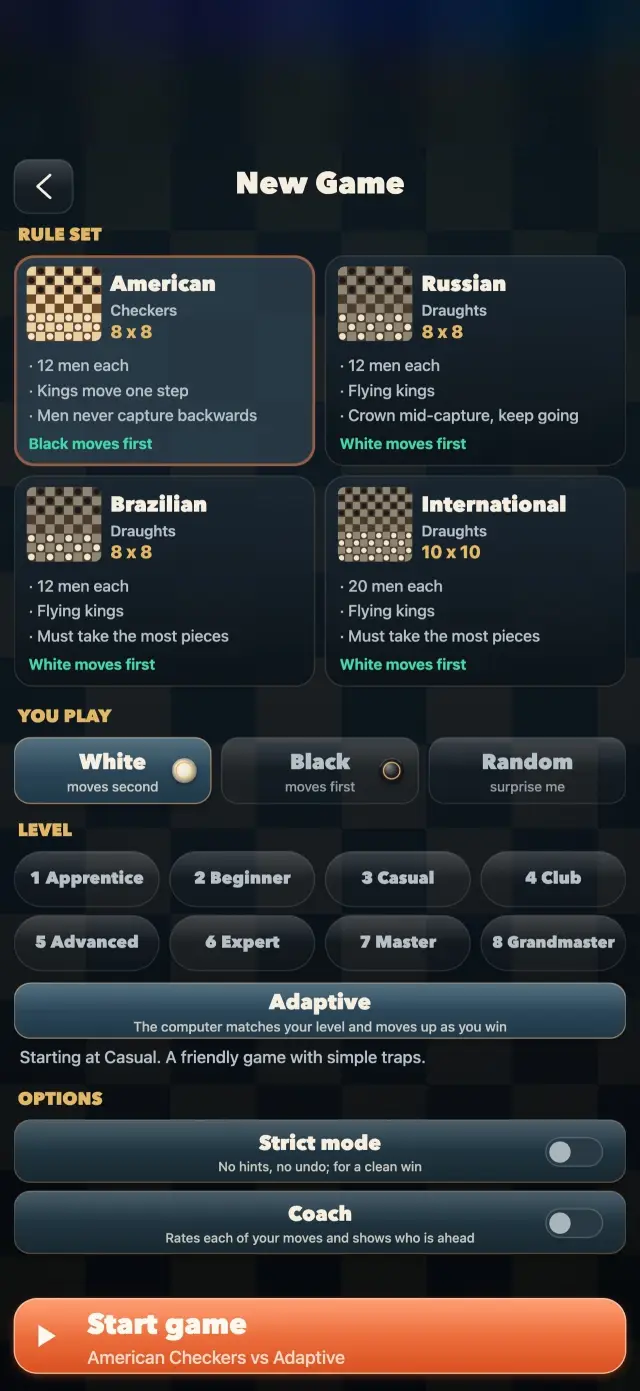 New Game
RULE SET
American
Checkers
8 x 8
· 12 men each
· Kings move one step
· Men never capture backwards
Black moves first
Russian
Draughts
8 x 8
· 12 men each
· Flying kings
· Crown mid-capture, keep going
White moves first
Brazilian
Draughts
8 x 8
· 12 men each
· Flying kings
· Must take the most pieces
White moves first
International
Draughts
10 x 10
· 20 men each
· Flying kings
· Must take the most pieces
White moves first
YOU PLAY
White
moves second
Black
moves first
Random
surprise me
LEVEL
1 Apprentice
2 Beginner
3 Casual
4 Club
5 Advanced
6 Expert
7 Master
8 Grandmaster
Adaptive
The computer matches your level and moves up as you win
Starting at Casual. A friendly game with simple traps.
OPTIONS
Strict mode
No hints, no undo; for a clean win
Coach
Rates each of your moves and shows who is ahead
Start game
American Checkers vs Adaptive